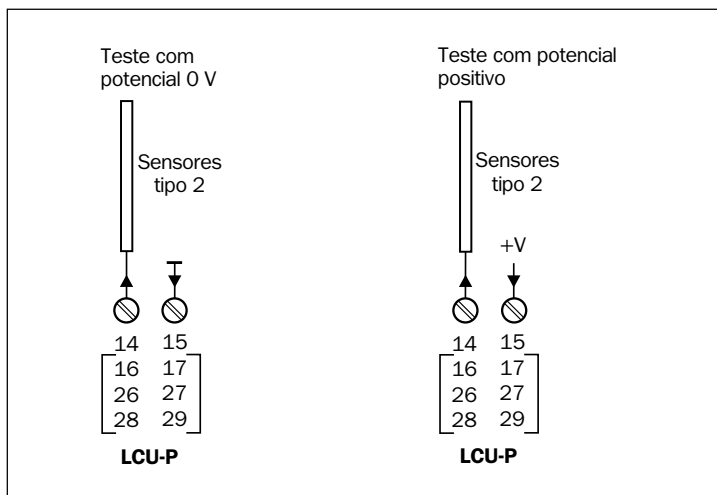 Teste com
potencial 0 V
Sensores
tipo 2
14 15
16 17
26 27
28 29
LCU-P
Teste com potencial
positivo
Sensores
tipo 2
+V
14 15
16 17
26 27
28 29
LCU-P